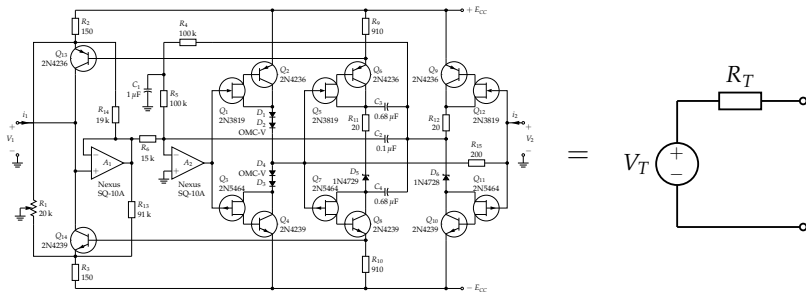 + E_CC
R₂
150
R₄
100 k
R₉
910
Q₁₃
2N4236
Q₂
2N4236
Q₆
2N4236
Q₉
2N4236
C₁
1 μF
R₅
100 k
R₁₄
19 k
Q₁
2N3819
D₁
D₂
OMC-V
Q₅
2N3819
R₁₁
20
C₃
0.68 μF
R₁₂
20
Q₁₂
2N3819
i₁
i₂
+
V₁
−
+
V₂
−
R₆
15 k
C₂
0.1 μF
−
A₁
+
Nexus
SQ-10A
−
A₂
+
Nexus
SQ-10A
D₄
OMC-V
D₃
R₁₅
200
D₅
1N4729
D₆
1N4728
Q₃
2N5464
Q₇
2N5464
C₄
0.68 μF
Q₁₁
2N5464
R₁
20 k
R₁₃
91 k
Q₁₄
2N4239
Q₄
2N4239
Q₈
2N4239
Q₁₀
2N4239
R₃
150
R₁₀
910
− E_CC
=
R_T
V_T
+
−